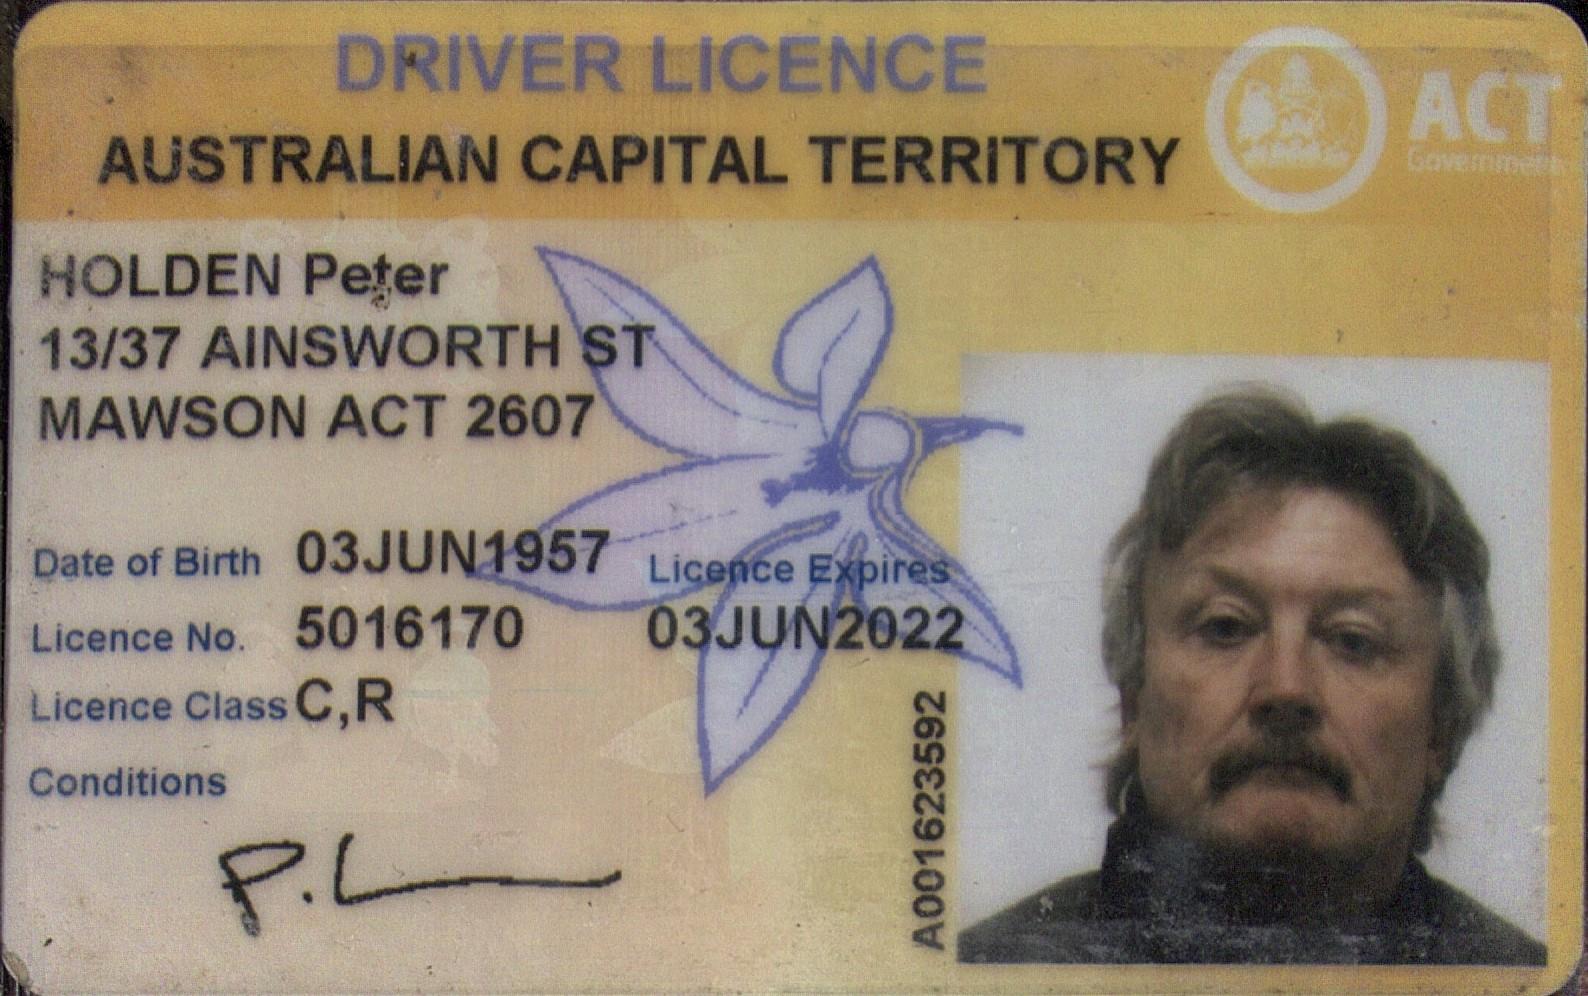 DRIVER LICENCE
AUSTRALIAN CAPITAL TERRITORY
ACT
Government
HOLDEN Peter
13/37 AINSWORTH ST
MAWSON ACT 2607
Date of Birth 03JUN1957
Licence Expires
Licence No. 5016170
03JUN2022
Licence Class C,R
Conditions
A001623592